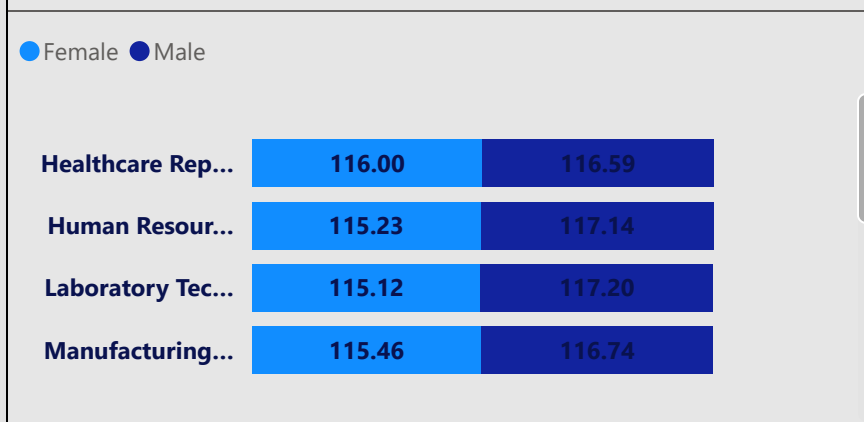 Female Male
Healthcare Rep... 116.00 116.59
Human Resour... 115.23 117.14
Laboratory Tec... 115.12 117.20
Manufacturing... 115.46 116.74